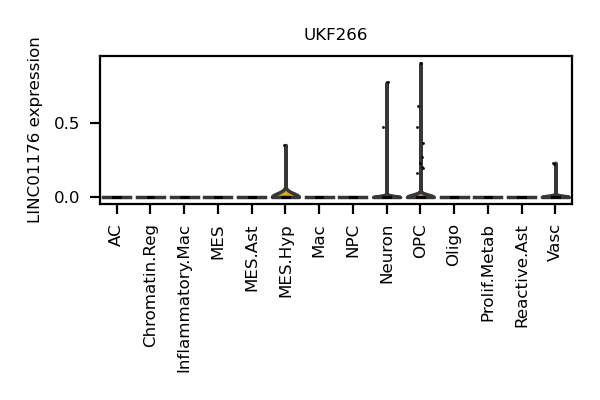 UKF266
LINC01176 expression
0.5
0.0
AC
Chromatin.Reg
Inflammatory.Mac
MES
MES.Ast
MES.Hyp
Mac
NPC
Neuron
OPC
Oligo
Prolif.Metab
Reactive.Ast
Vasc